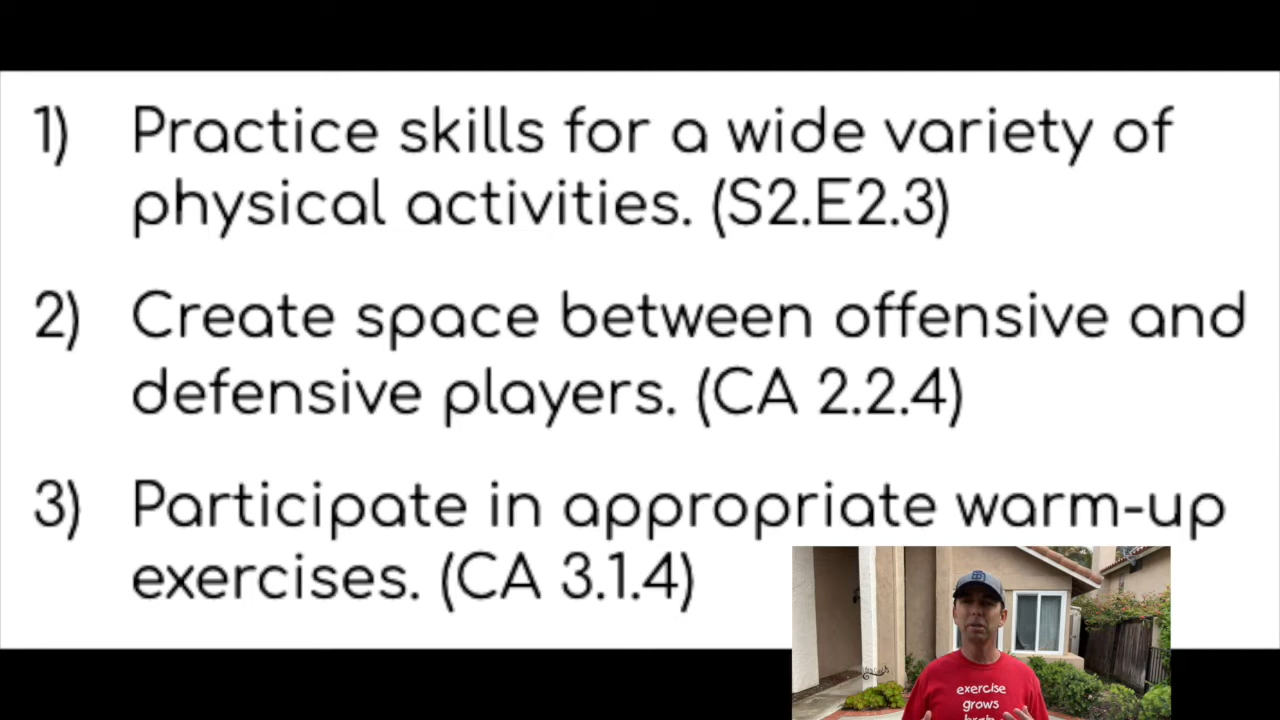 1) Practice skills for a wide variety of
physical activities. (S2.E2.3)
2) Create space between offensive and
defensive players. (CA 2.2.4)
3) Participate in appropriate warm-up
exercises. (CA 3.1.4)
exercise
grows